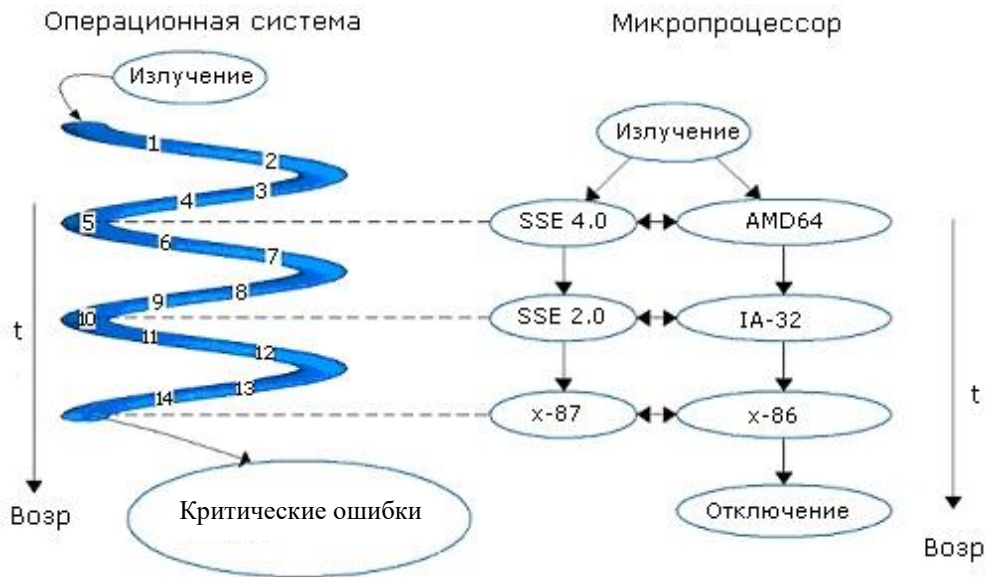 Операционная система
Микропроцессор
Излучение
Излучение
1
2
3
4
5
SSE 4.0
AMD64
6
7
8
9
10
SSE 2.0
IA-32
11
12
13
14
x-87
x-86
t
t
Критические ошибки
Отключение
Возр
Возр